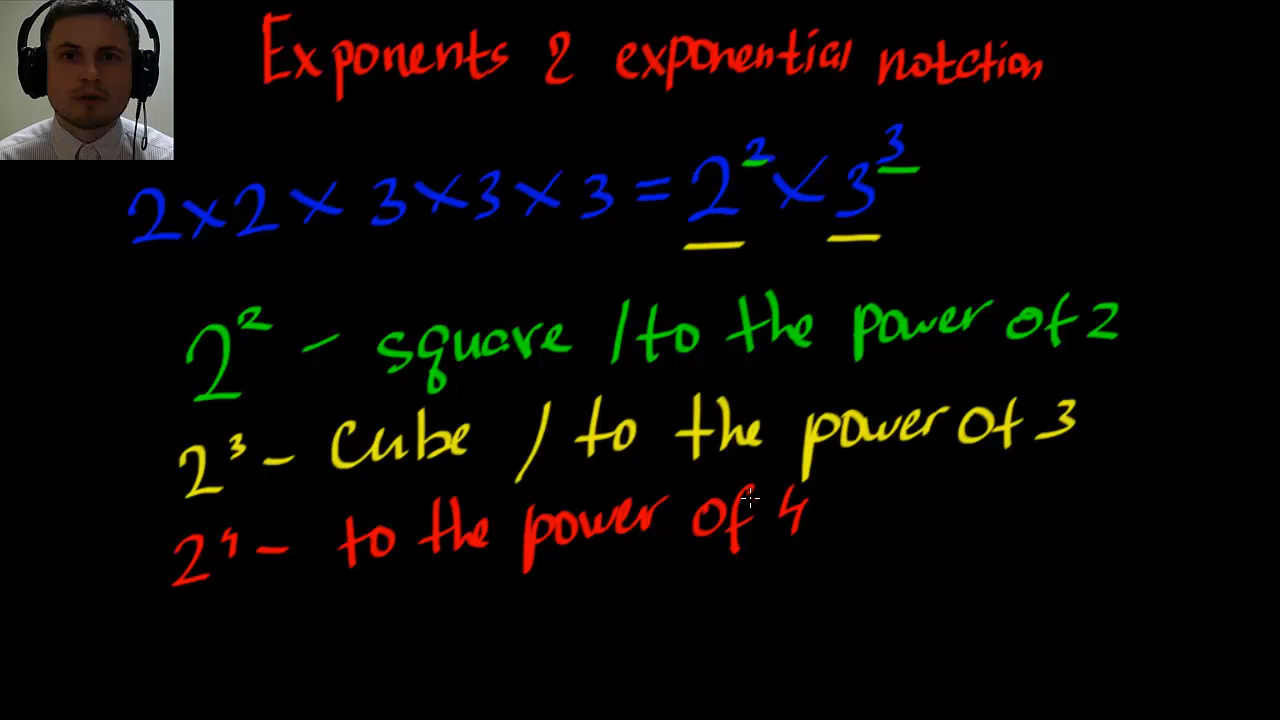 Exponents & exponential notation
2×2×3×3×3=2²×3³
2² - square / to the power of 2
2³ - cube / to the power of 3
2⁴ - to the power of 4